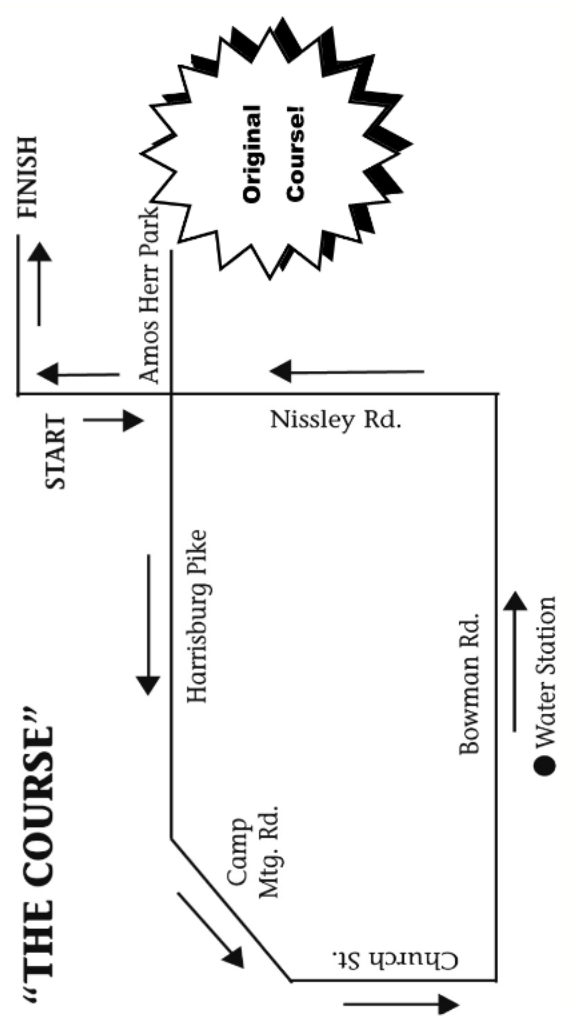 “THE COURSE”
START
FINISH
Amos Herr Park
Original
Course!
Harrisburg Pike
Nissley Rd.
Camp
Mtg. Rd.
Church St.
Bowman Rd.
Water Station